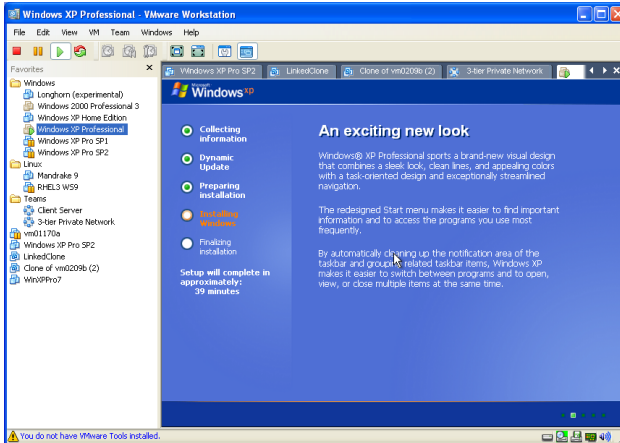 Windows XP Professional - VMware Workstation
File Edit View VM Team Windows Help
Favorites
Windows XP Pro SP2 LinkedClone Clone of vm0209b (2) 3-tier Private Network
Windows
Longhorn (experimental)
Windows 2000 Professional 3
Windows XP Home Edition
Windows XP Professional
Windows XP Pro SP1
Windows XP Pro SP2
Linux
Mandrake 9
RHEL3 WS9
Teams
Client Server
3-tier Private Network
vm01170a
Windows XP Pro SP2
LinkedClone
Clone of vm0209b (2)
WinXPPro7
Microsoft
Windows xp
Collecting
information
Dynamic
Update
Preparing
installation
Installing
Windows
Finalizing
installation
Setup will complete in
approximately:
39 minutes
An exciting new look
Windows® XP Professional sports a brand-new visual design
that combines a sleek look, clean lines, and appealing colors
with a task-oriented design and exceptionally streamlined
navigation.
The redesigned Start menu makes it easier to find important
information and to access the programs you use most
frequently.
By automatically cleaning up the notification area of the
taskbar and grouping related taskbar items, Windows XP
makes it easier to switch between programs and to open,
view, or close multiple items at the same time.
You do not have VMware Tools installed.